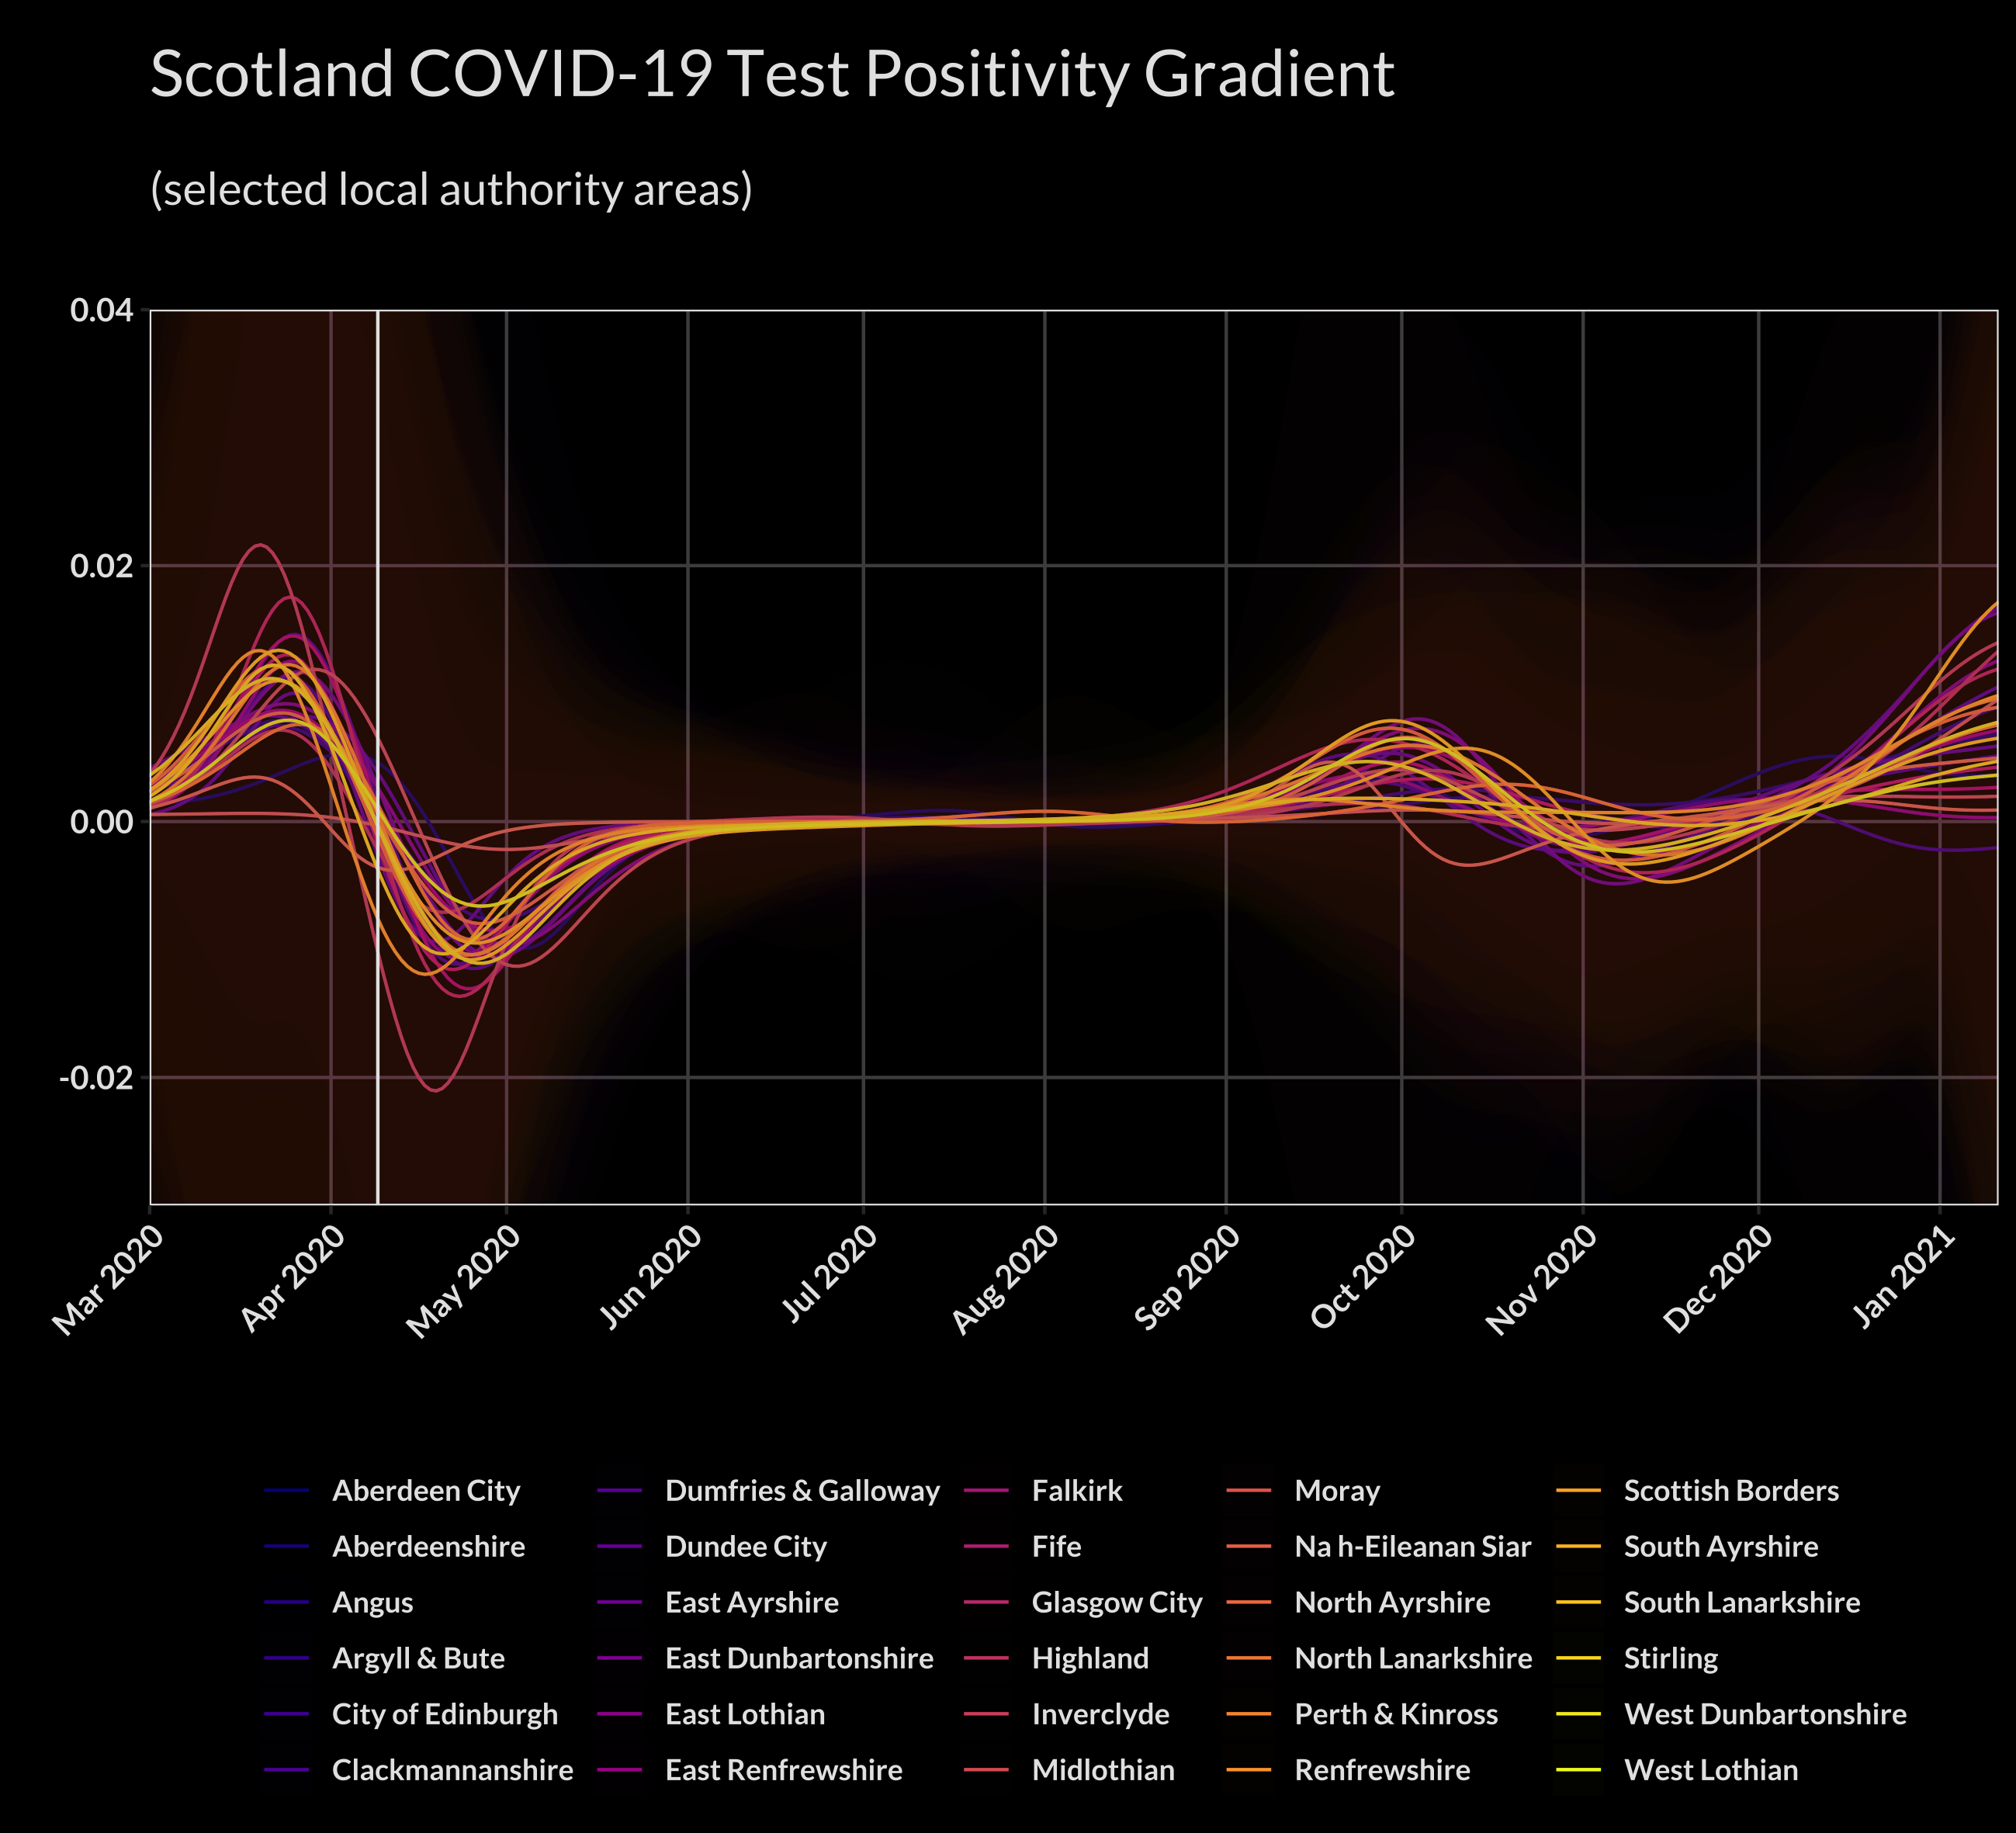 Scotland COVID-19 Test Positivity Gradient
(selected local authority areas)
0.04
0.02
0.00
-0.02
Mar 2020
Apr 2020
May 2020
Jun 2020
Jul 2020
Aug 2020
Sep 2020
Oct 2020
Nov 2020
Dec 2020
Jan 2021
Aberdeen City
Aberdeenshire
Angus
Argyll & Bute
City of Edinburgh
Clackmannanshire
Dumfries & Galloway
Dundee City
East Ayrshire
East Dunbartonshire
East Lothian
East Renfrewshire
Falkirk
Fife
Glasgow City
Highland
Inverclyde
Midlothian
Moray
Na h-Eileanan Siar
North Ayrshire
North Lanarkshire
Perth & Kinross
Renfrewshire
Scottish Borders
South Ayrshire
South Lanarkshire
Stirling
West Dunbartonshire
West Lothian